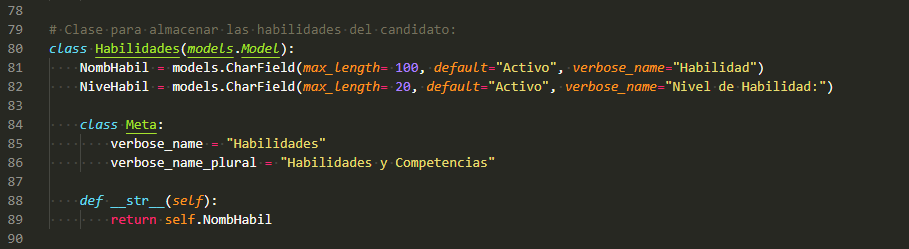 78
79 # Clase para almacenar las habilidades del candidato:
80 class Habilidades(models.Model):
81     NombHabil = models.CharField(max_length= 100, default="Activo", verbose_name="Habilidad")
82     NiveHabil = models.CharField(max_length= 20, default="Activo", verbose_name="Nivel de Habilidad:")
83
84     class Meta:
85         verbose_name = "Habilidades"
86         verbose_name_plural = "Habilidades y Competencias"
87
88     def __str__(self):
89         return self.NombHabil
90